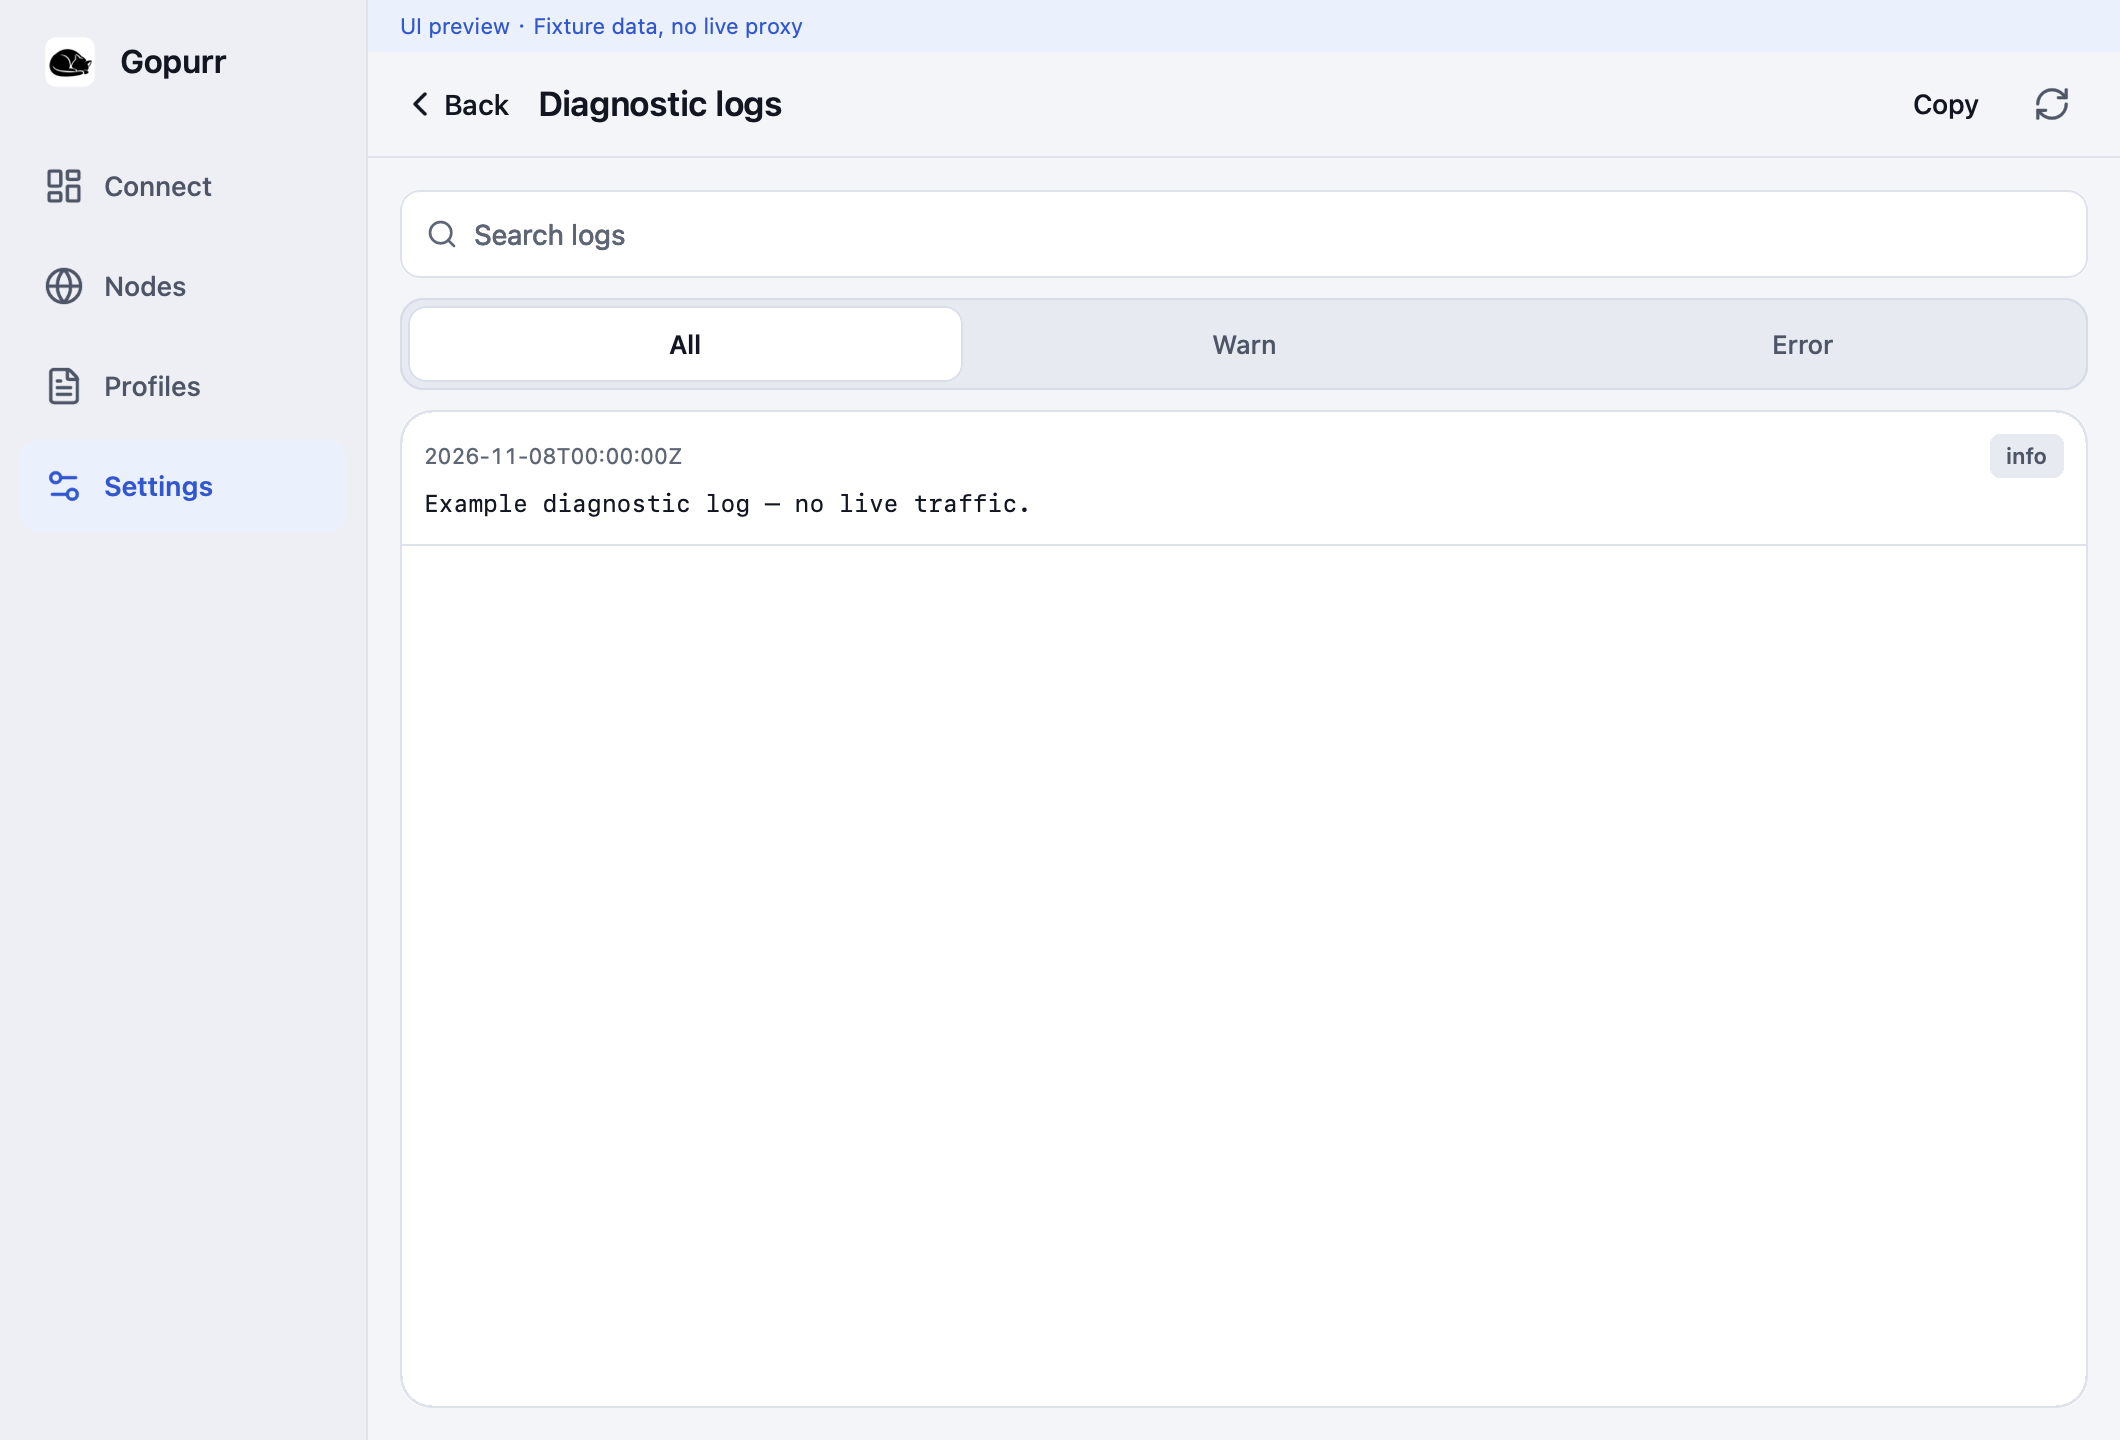 Gopurr
Connect
Nodes
Profiles
Settings
UI preview · Fixture data, no live proxy
Back Diagnostic logs Copy
Search logs
All Warn Error
2026-11-08T00:00:00Z info
Example diagnostic log — no live traffic.